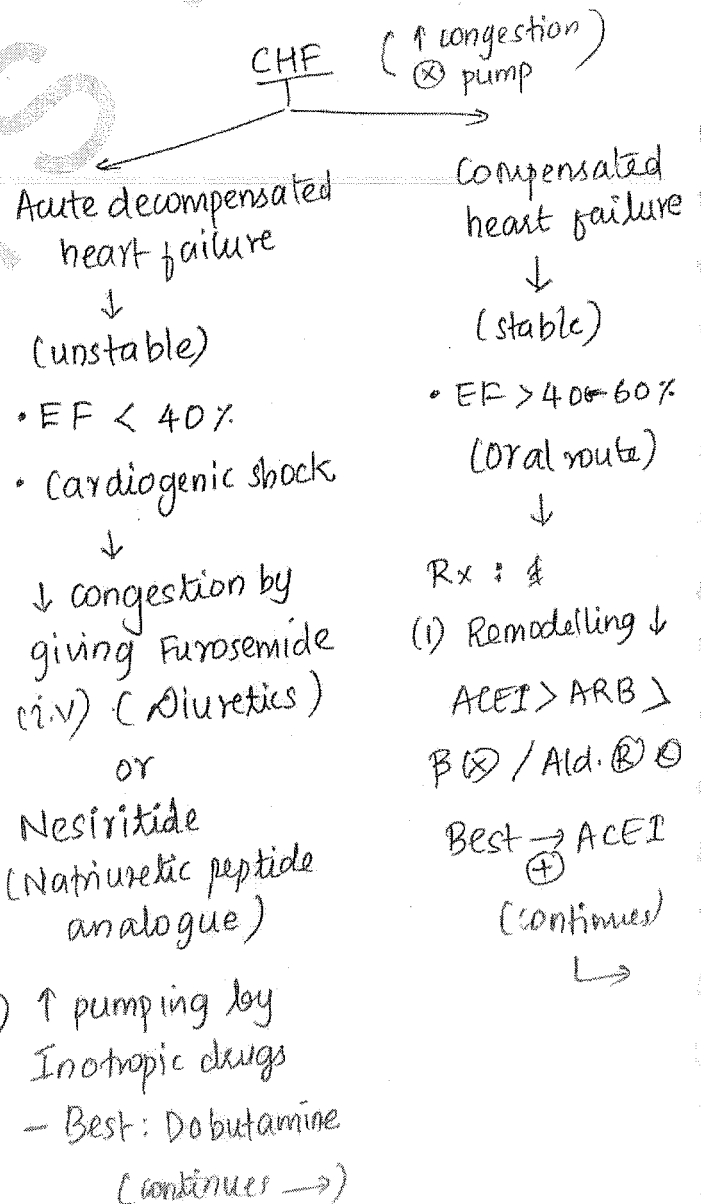 CHF (↑ congestion)
⊗ pump
Acute decompensated
heart failure
↓
(unstable)
• EF < 40%
• Cardiogenic shock
↓
↓ congestion by
giving Furosemide
(i.v) (Diuretics)
or
Nesiritide
(Natriuretic peptide
analogue)
) ↑ pumping by
Inotropic drugs
- Best: Dobutamine
(continues →)
Compensated
heart failure
↓
(stable)
• EF > 40-60%
(oral route)
↓
Rx :
(i) Remodelling ↓
ACEI > ARB >
β ⊗ / Ald. Ⓡ
Best → ACEI
⊕
(continues)
↳